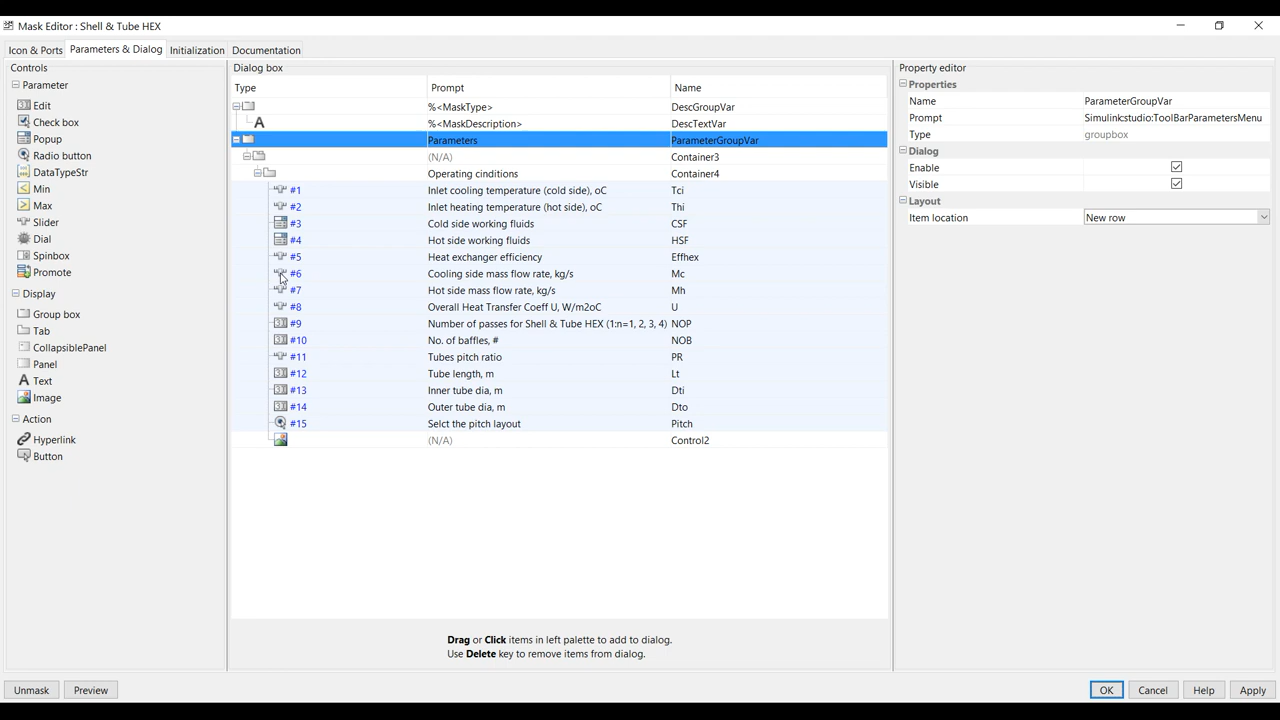 Mask Editor : Shell & Tube HEX
Icon & Ports Parameters & Dialog Initialization Documentation
Controls
Parameter
Edit
Check box
Popup
Radio button
DataTypeStr
Min
Max
Slider
Dial
Spinbox
Promote
Display
Group box
Tab
CollapsiblePanel
Panel
Text
Image
Action
Hyperlink
Button
Dialog box
Type Prompt Name
%<MaskType> DescGroupVar
A %<MaskDescription> DescTextVar
Parameters ParameterGroupVar
(N/A) Container3
Operating cinditions Container4
#1 Inlet cooling temperature (cold side), oC Tci
#2 Inlet heating temperature (hot side), oC Thi
#3 Cold side working fluids CSF
#4 Hot side working fluids HSF
#5 Heat exchanger efficiency Effhex
#6 Cooling side mass flow rate, kg/s Mc
#7 Hot side mass flow rate, kg/s Mh
#8 Overall Heat Transfer Coeff U, W/m2oC U
#9 Number of passes for Shell & Tube HEX (1:n=1, 2, 3, 4) NOP
#10 No. of baffles, # NOB
#11 Tubes pitch ratio PR
#12 Tube length, m Lt
#13 Inner tube dia, m Dti
#14 Outer tube dia, m Dto
#15 Selct the pitch layout Pitch
(N/A) Control2
Drag or Click items in left palette to add to dialog.
Use Delete key to remove items from dialog.
Property editor
Properties
Name ParameterGroupVar
Prompt Simulink:studio:ToolBarParametersMenu
Type groupbox
Dialog
Enable
Visible
Layout
Item location New row
Unmask Preview OK Cancel Help Apply